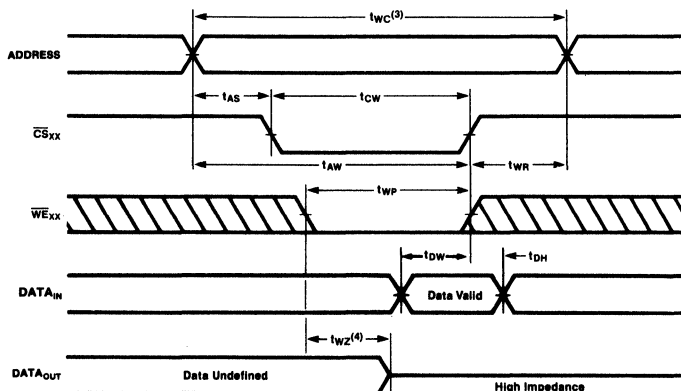 tWC(3)
ADDRESS
tAS
tCW
CSXX
tAW
tWR
tWP
WEXX
tDW
tDH
DATAIN
Data Valid
tWZ(4)
DATAOUT
Data Undefined
High Impedance